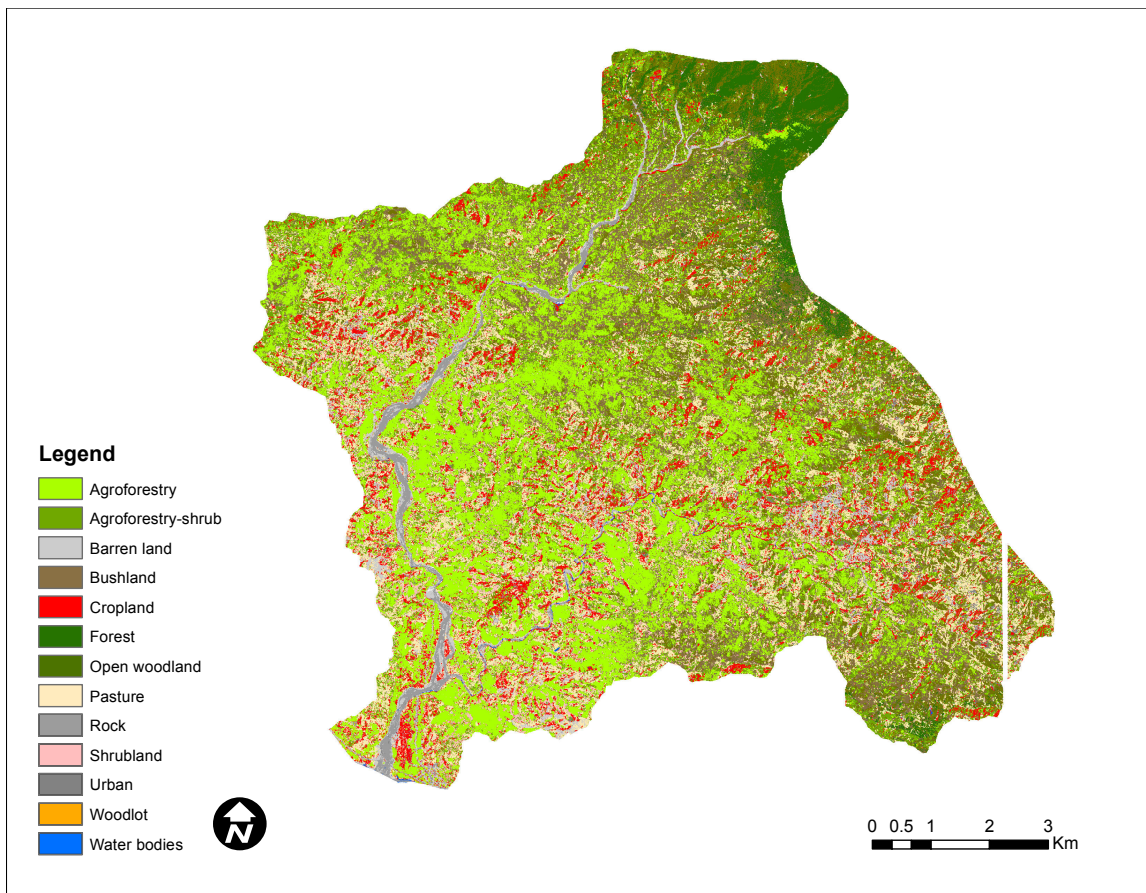 Legend
Agroforestry
Agroforestry-shrub
Barren land
Bushland
Cropland
Forest
Open woodland
Pasture
Rock
Shrubland
Urban
Woodlot
Water bodies
N
0 0.5 1 2 3
Km